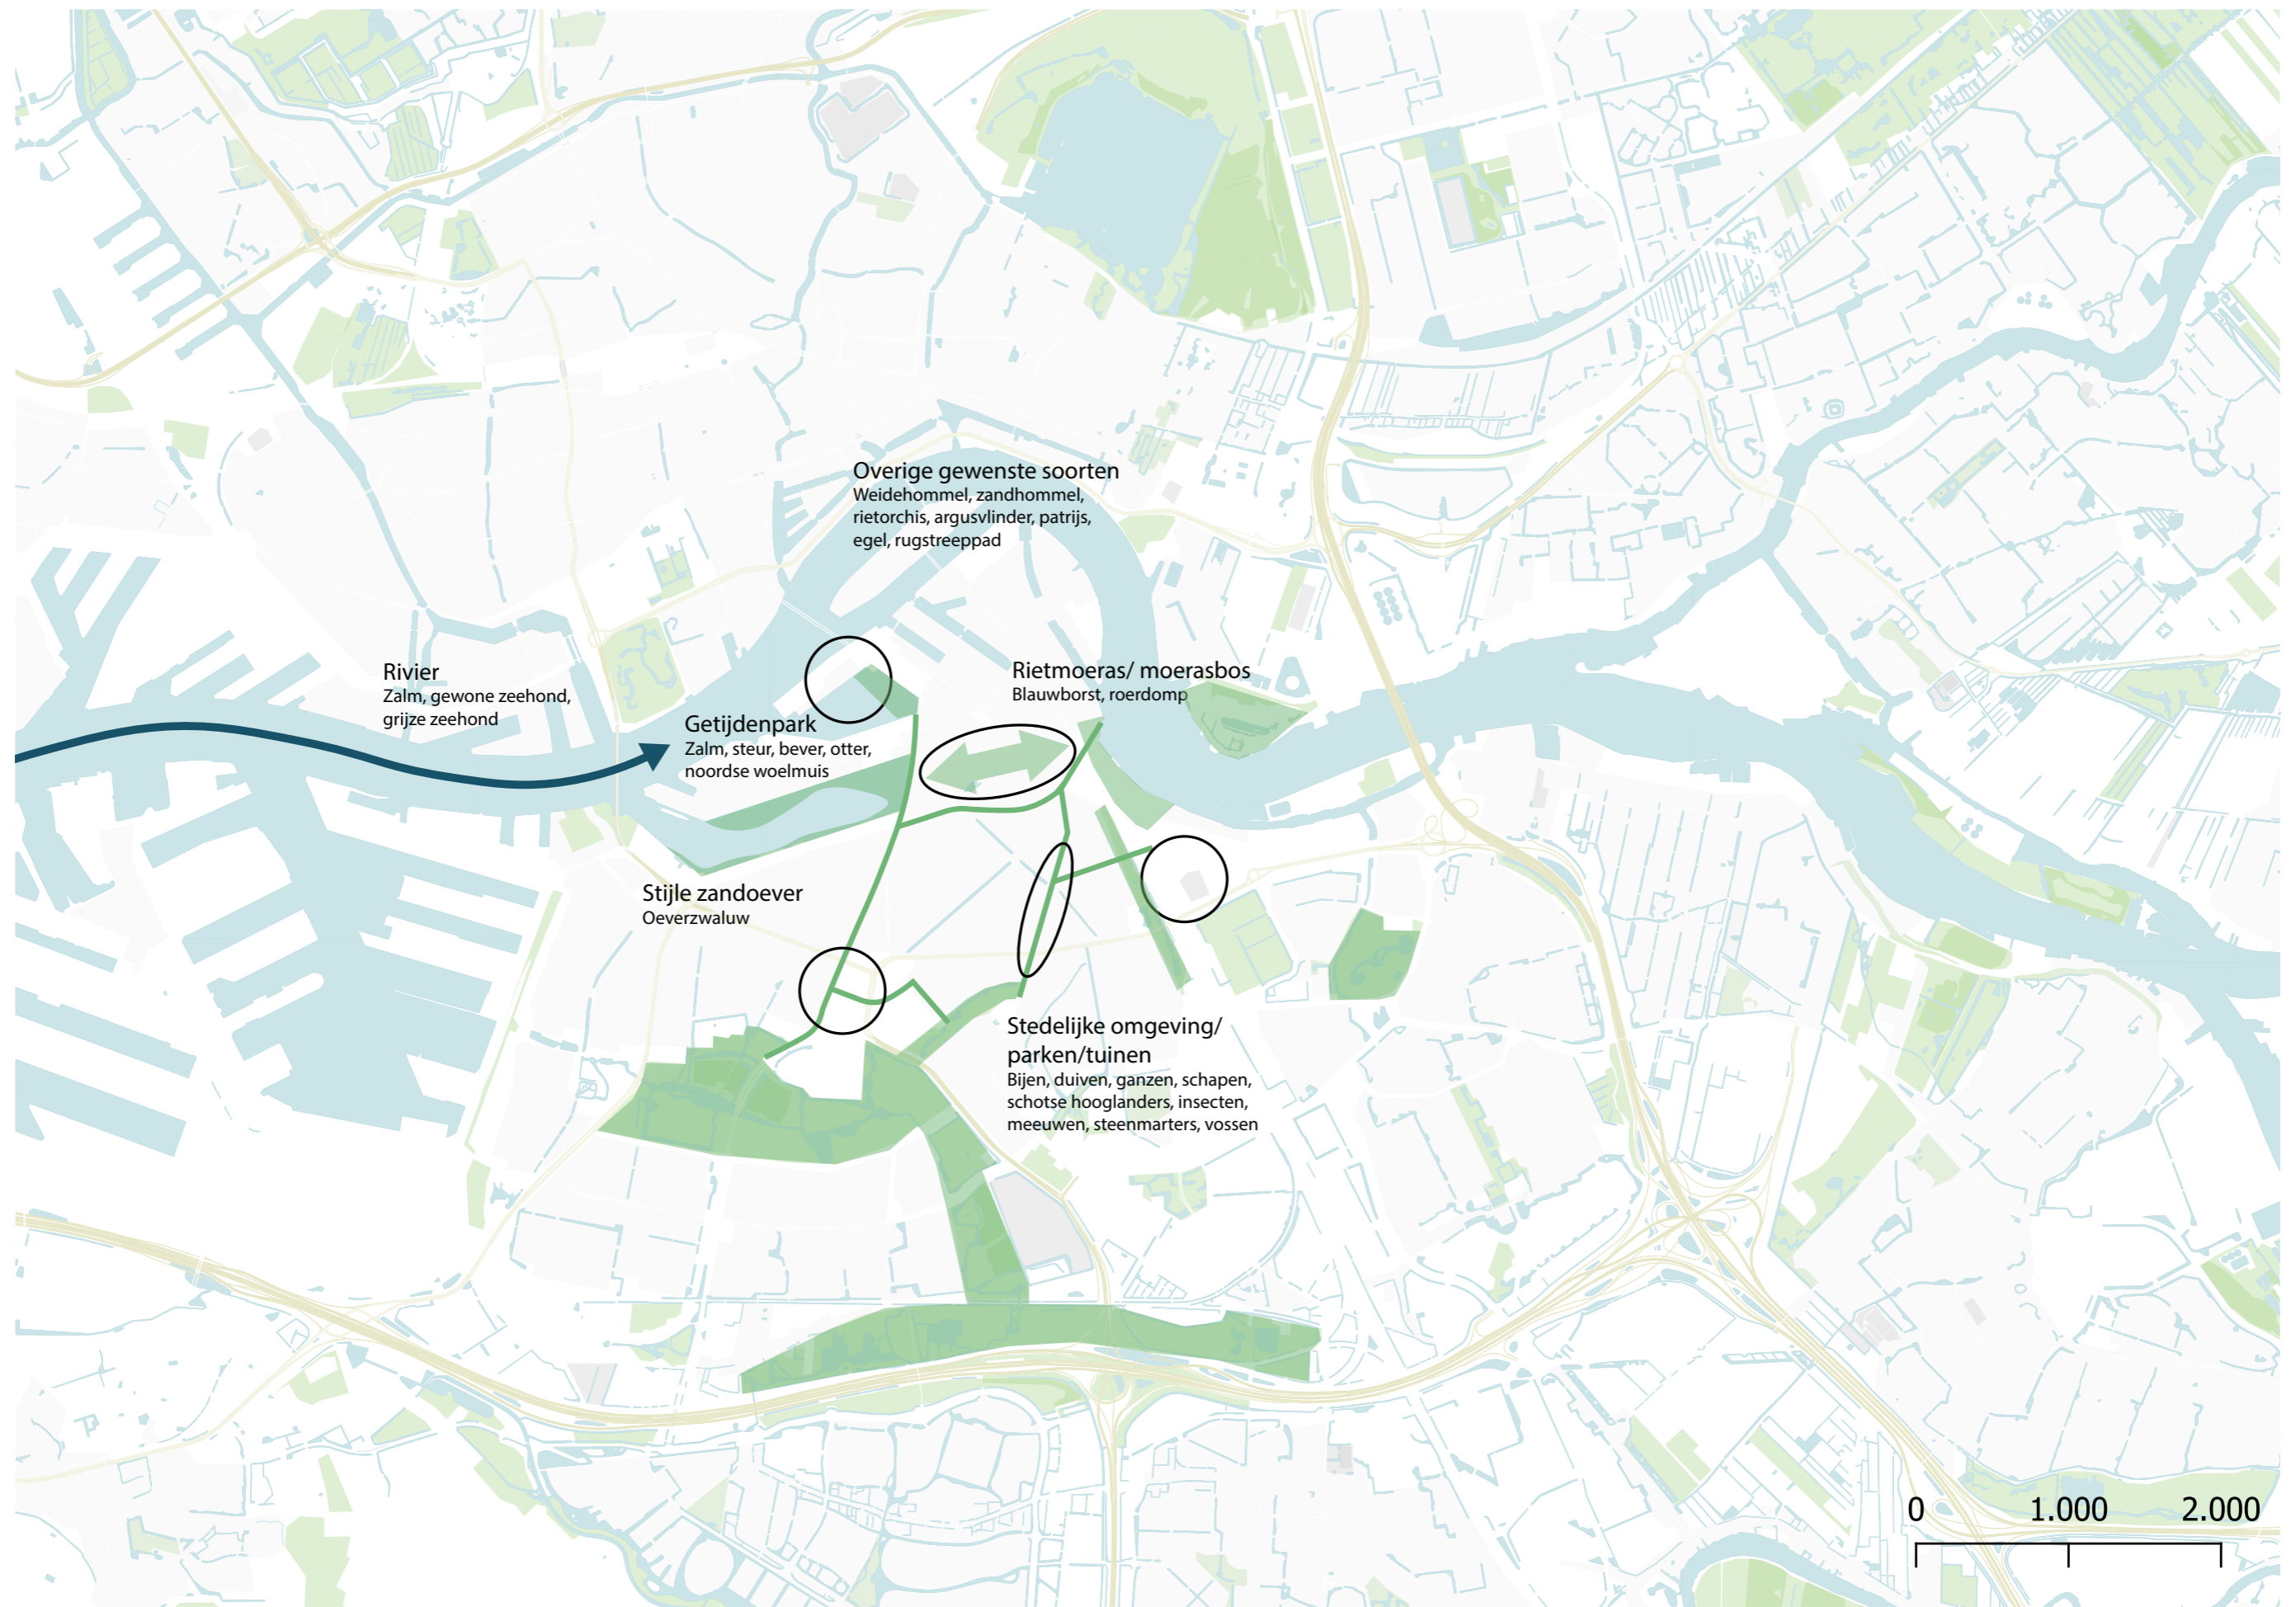 Overige gewenste soorten
Weidehommel, zandhommel,
rietorchis, argusvlinder, patrijs,
egel, rugstreeppad
Rivier
Zalm, gewone zeehond,
grijze zeehond
Getijdenpark
Zalm, steur, bever, otter,
noordse woelmuis
Rietmoeras/ moerasbos
Blauwborst, roerdomp
Stijle zandoever
Oeverzwaluw
Stedelijke omgeving/
parken/tuinen
Bijen, duiven, ganzen, schapen,
schotse hooglanders, insecten,
meeuwen, steenmarters, vossen
0 1.000 2.000